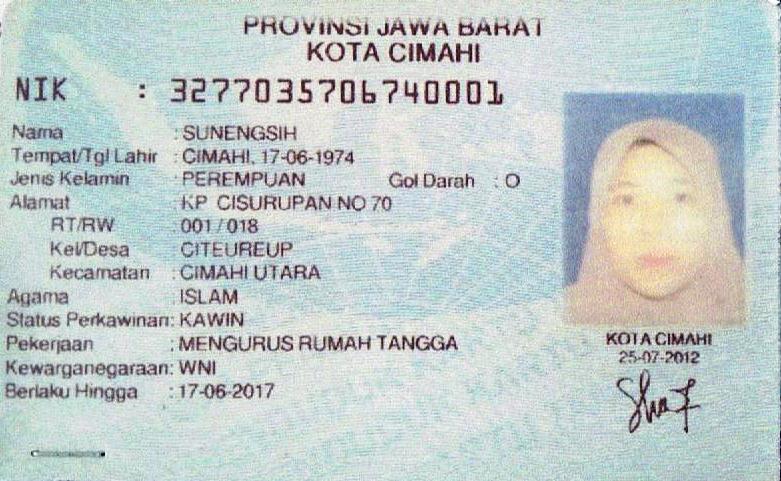 PROVINSI JAWA BARAT
KOTA CIMAHI
NIK : 3277035706740001
Nama : SUNENGSIH
Tempat/Tgl Lahir : CIMAHI, 17-06-1974
Jenis Kelamin : PEREMPUAN Gol Darah : O
Alamat : KP CISURUPAN NO 70
RT/RW : 001/018
Kel/Desa : CITEUREUP
Kecamatan : CIMAHI UTARA
Agama : ISLAM
Status Perkawinan: KAWIN
Pekerjaan : MENGURUS RUMAH TANGGA
Kewarganegaraan: WNI
Berlaku Hingga : 17-06-2017
KOTA CIMAHI
25-07-2012